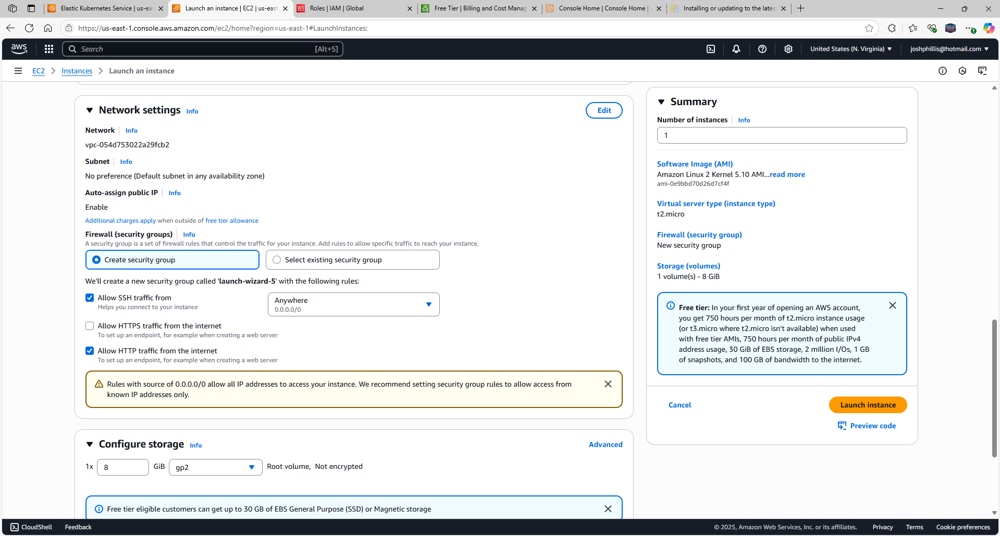 Elastic Kubernetes Service | us-eas
Launch an instance | EC2 | us-east
Roles | IAM | Global
Free Tier | Billing and Cost Manag
Console Home | Console Home |
Installing or updating to the lates
https://us-east-1.console.aws.amazon.com/ec2/home?region=us-east-1#LaunchInstances:
aws
Search
[Alt+S]
United States (N. Virginia)
joshphillis@hotmail.com
EC2
Instances
Launch an instance
Network settings
Info
Edit
Network
Info
vpc-054d753022a29fcb2
Subnet
Info
No preference (Default subnet in any availability zone)
Auto-assign public IP
Info
Enable
Additional charges apply when outside of free tier allowance
Firewall (security groups)
Info
A security group is a set of firewall rules that control the traffic for your instance. Add rules to allow specific traffic to reach your instance.
Create security group
Select existing security group
We'll create a new security group called 'launch-wizard-5' with the following rules:
Allow SSH traffic from
Helps you connect to your instance
Anywhere
0.0.0.0/0
Allow HTTPS traffic from the internet
To set up an endpoint, for example when creating a web server
Allow HTTP traffic from the internet
To set up an endpoint, for example when creating a web server
Rules with source of 0.0.0.0/0 allow all IP addresses to access your instance. We recommend setting security group rules to allow access from
known IP addresses only.
Configure storage
Info
Advanced
1x
8
GiB
gp2
Root volume, Not encrypted
Free tier eligible customers can get up to 30 GB of EBS General Purpose (SSD) or Magnetic storage
Summary
Number of instances
Info
1
Software Image (AMI)
Amazon Linux 2 Kernel 5.10 AMI...read more
ami-0e9bbd70d26d7cf4f
Virtual server type (instance type)
t2.micro
Firewall (security group)
New security group
Storage (volumes)
1 volume(s) - 8 GiB
Free tier: In your first year of opening an AWS account,
you get 750 hours per month of t2.micro instance usage
(or t3.micro where t2.micro isn't available) when used
with free tier AMIs, 750 hours per month of public IPv4
address usage, 30 GiB of EBS storage, 2 million I/Os, 1 GB
of snapshots, and 100 GB of bandwidth to the internet.
Cancel
Launch instance
Preview code
CloudShell
Feedback
© 2025, Amazon Web Services, Inc. or its affiliates.
Privacy
Terms
Cookie preferences